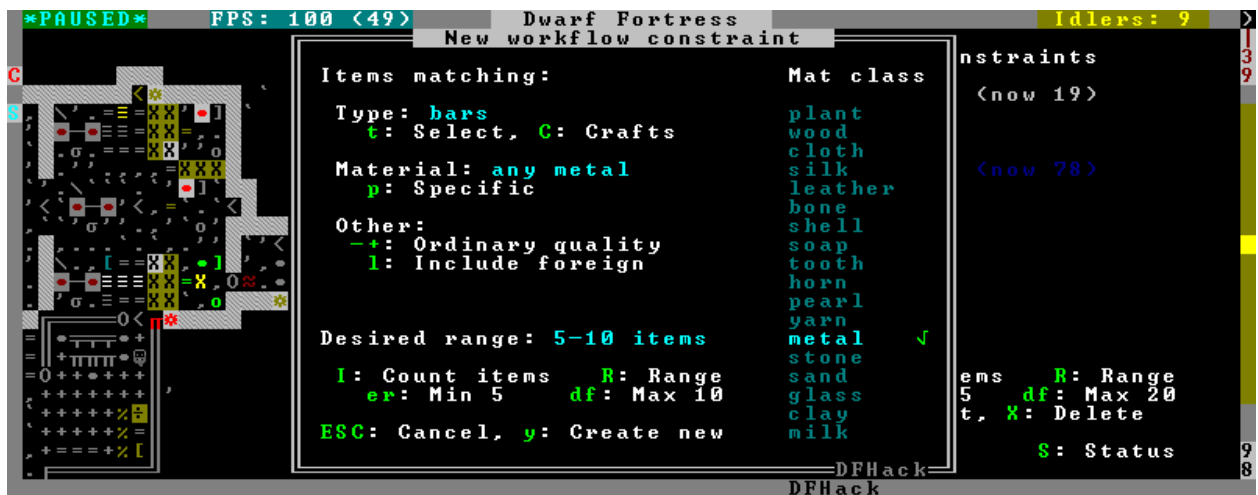 *PAUSED* FPS: 100 (49) Dwarf Fortress Idlers: 9
New workflow constraint
nstraints
Items matching: Mat class
(now 19)
Type: bars plant
t: Select, C: Crafts wood
cloth
Material: any metal silk
(now 78)
p: Specific leather
bone
Other: shell
-+: Ordinary quality soap
l: Include foreign tooth
horn
pearl
yarn
Desired range: 5-10 items metal √
stone
I: Count items R: Range sand
ems R: Range
er: Min 5 df: Max 10 glass
5 df: Max 20
clay
t, X: Delete
ESC: Cancel, y: Create new milk
S: Status
DFHack
DFHack